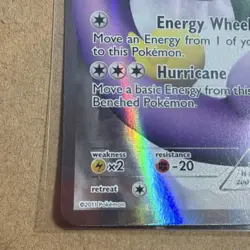 Energy Wheel
Move an Energy from 1 of y
to this Pokémon.
Hurricane
Move a basic Energy from this
Benched Pokémon.
weakness
resistance
×2
-20
retreat
©2011 Pokémon